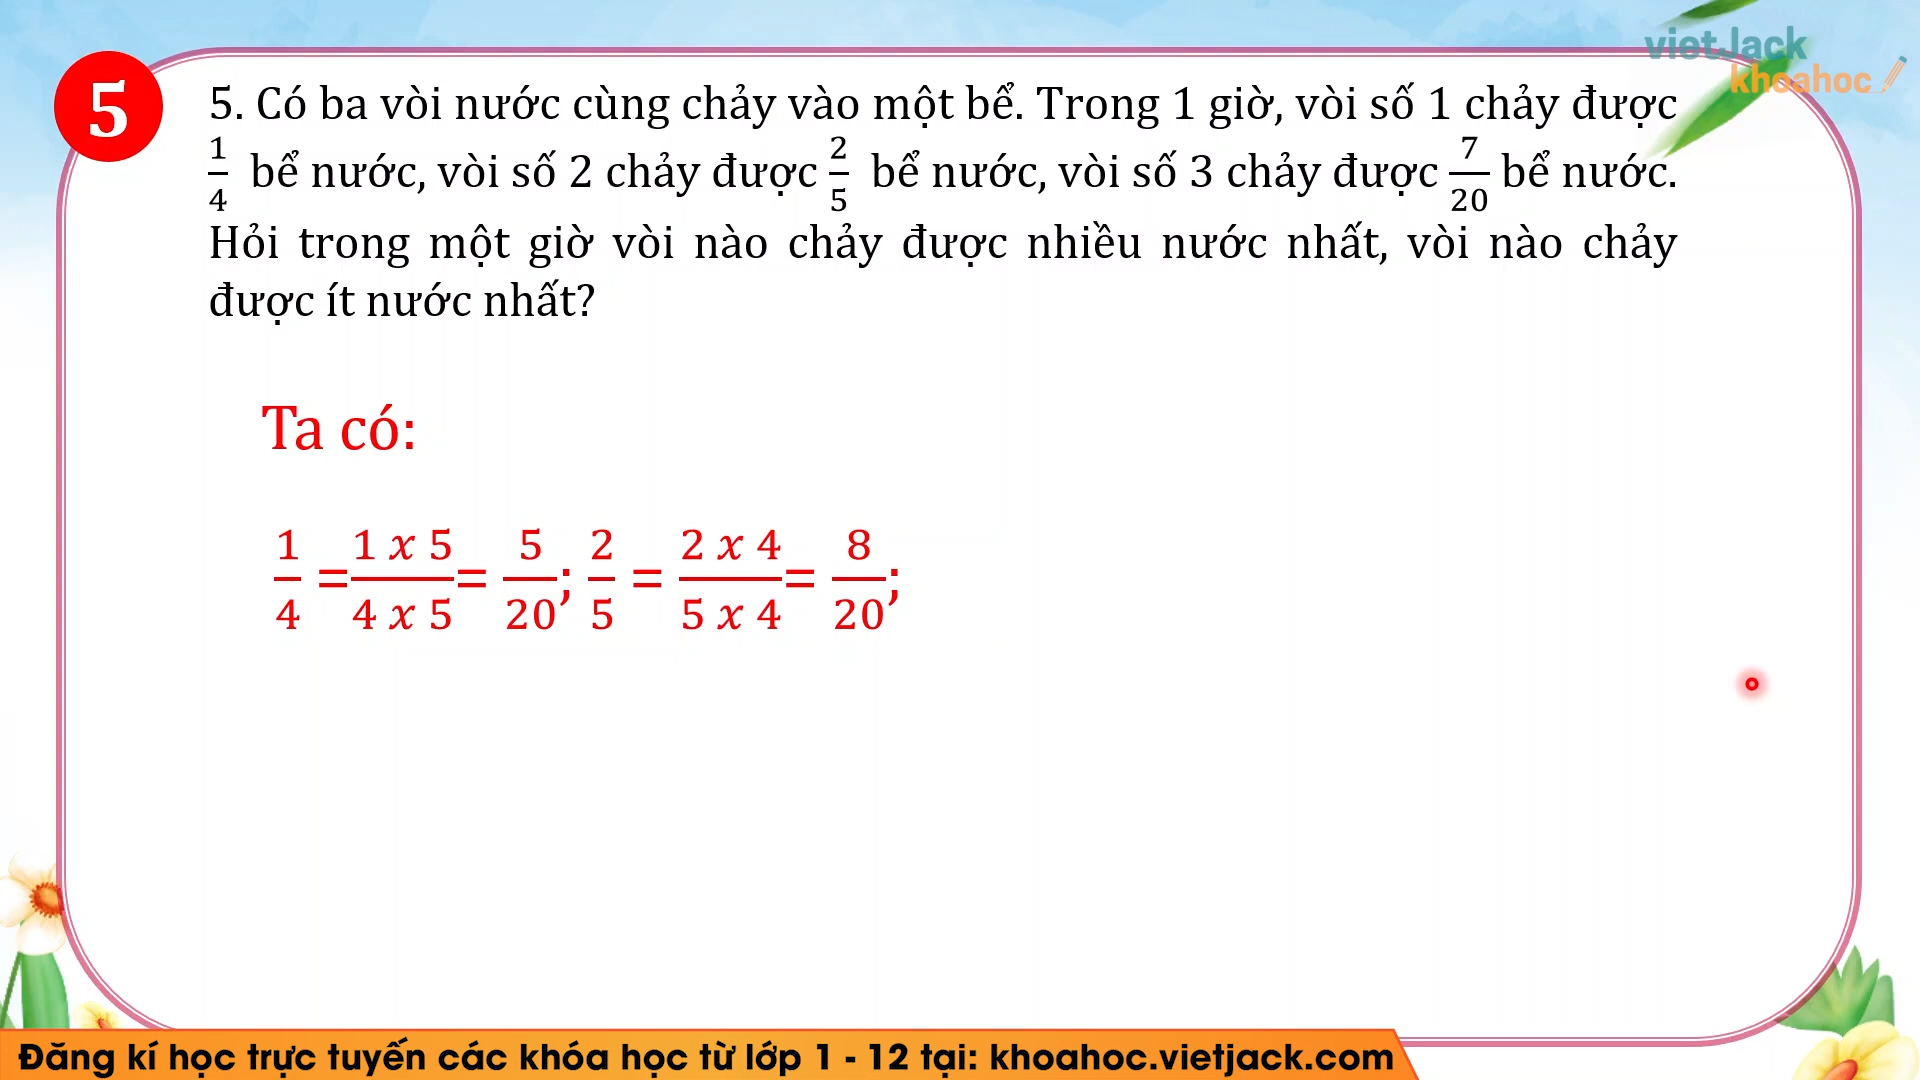 vietJack
khoahoc
5
5. Có ba vòi nước cùng chảy vào một bể. Trong 1 giờ, vòi số 1 chảy được
1/4 bể nước, vòi số 2 chảy được 2/5 bể nước, vòi số 3 chảy được 7/20 bể nước.
Hỏi trong một giờ vòi nào chảy được nhiều nước nhất, vòi nào chảy
được ít nước nhất?
Ta có:
1/4 = (1 x 5)/(4 x 5) = 5/20; 2/5 = (2 x 4)/(5 x 4) = 8/20;
Đăng kí học trực tuyến các khóa học từ lớp 1 - 12 tại: khoahoc.vietjack.com